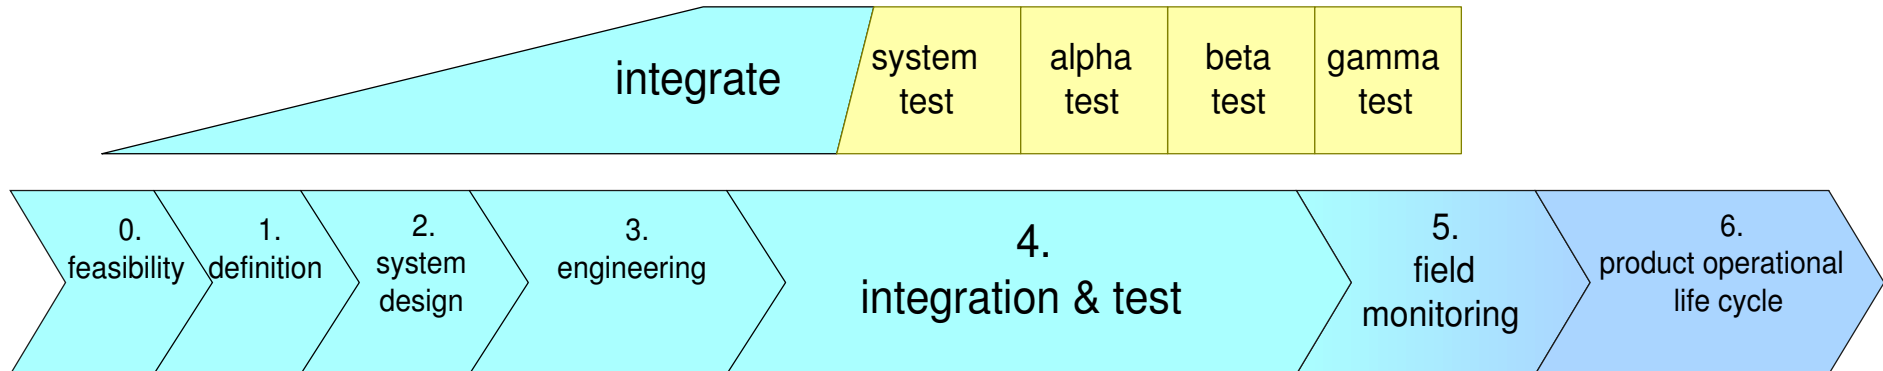 integrate
system
test
alpha
test
beta
test
gamma
test
0.
feasibility
1.
definition
2.
system
design
3.
engineering
4.
integration & test
5.
field
monitoring
6.
product operational
life cycle